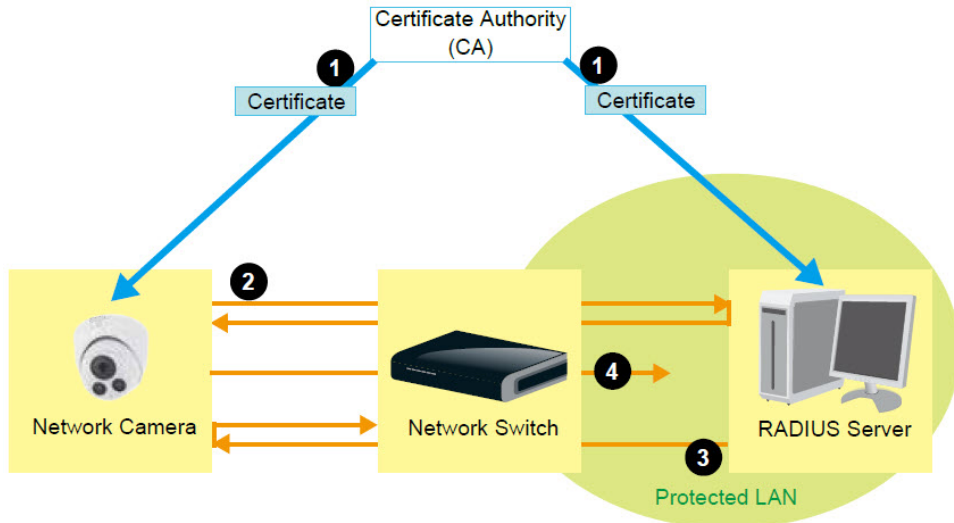 Certificate Authority
(CA)
1
1
Certificate
Certificate
2
4
Network Camera
Network Switch
RADIUS Server
3
Protected LAN